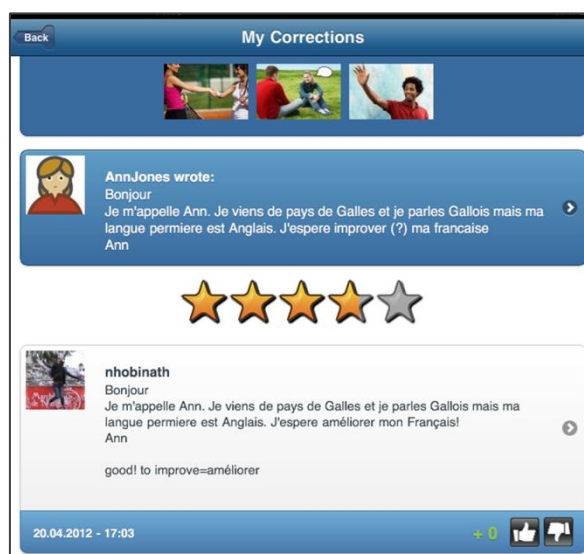 Back
My Corrections
AnnJones wrote:
Bonjour
Je m'appelle Ann. Je viens de pays de Galles et je parles Gallois mais ma
langue permiere est Anglais. J'espere improver (?) ma francaise
Ann
nhobinath
Bonjour
Je m'appelle Ann. Je viens de pays de Galles et je parles Gallois mais ma
langue permiere est Anglais. J'espere améliorer mon Français!
Ann
good! to improve=améliorer
20.04.2012 - 17:03
+ 0